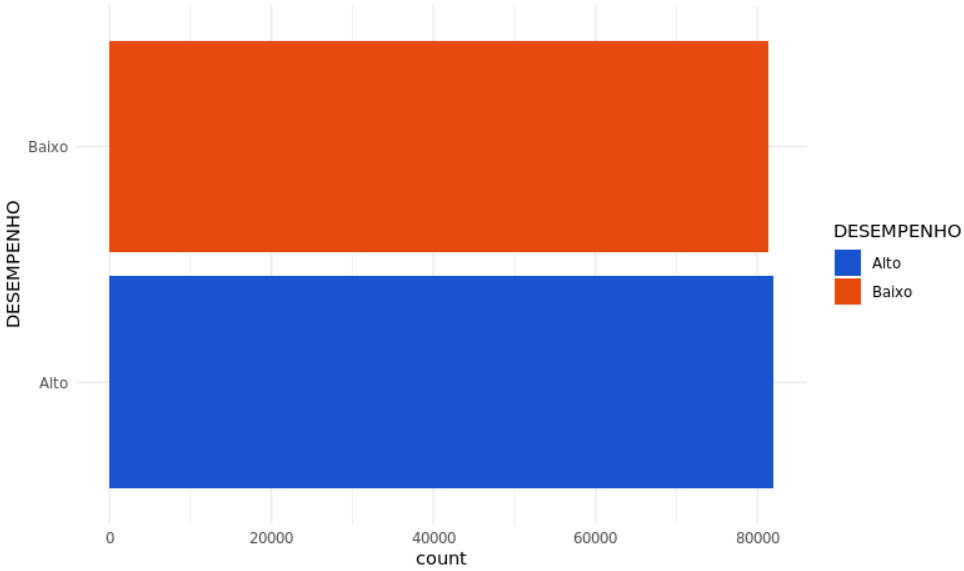 DESEMPENHO
Baixo
Alto
0 20000 40000 60000 80000
count
DESEMPENHO
Alto
Baixo